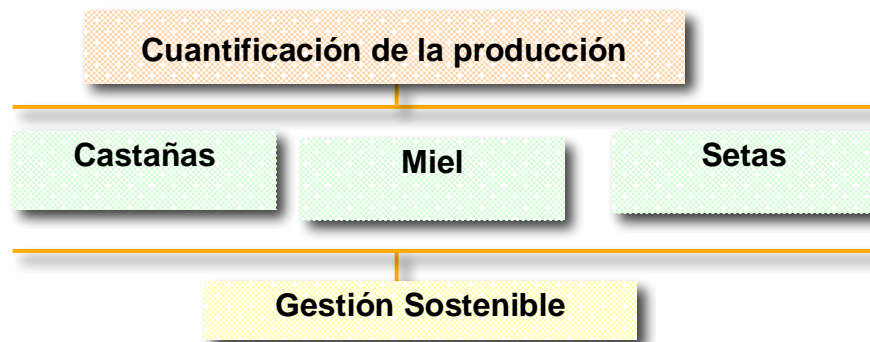 Cuantificación de la producción
Castañas
Miel
Setas
Gestión Sostenible